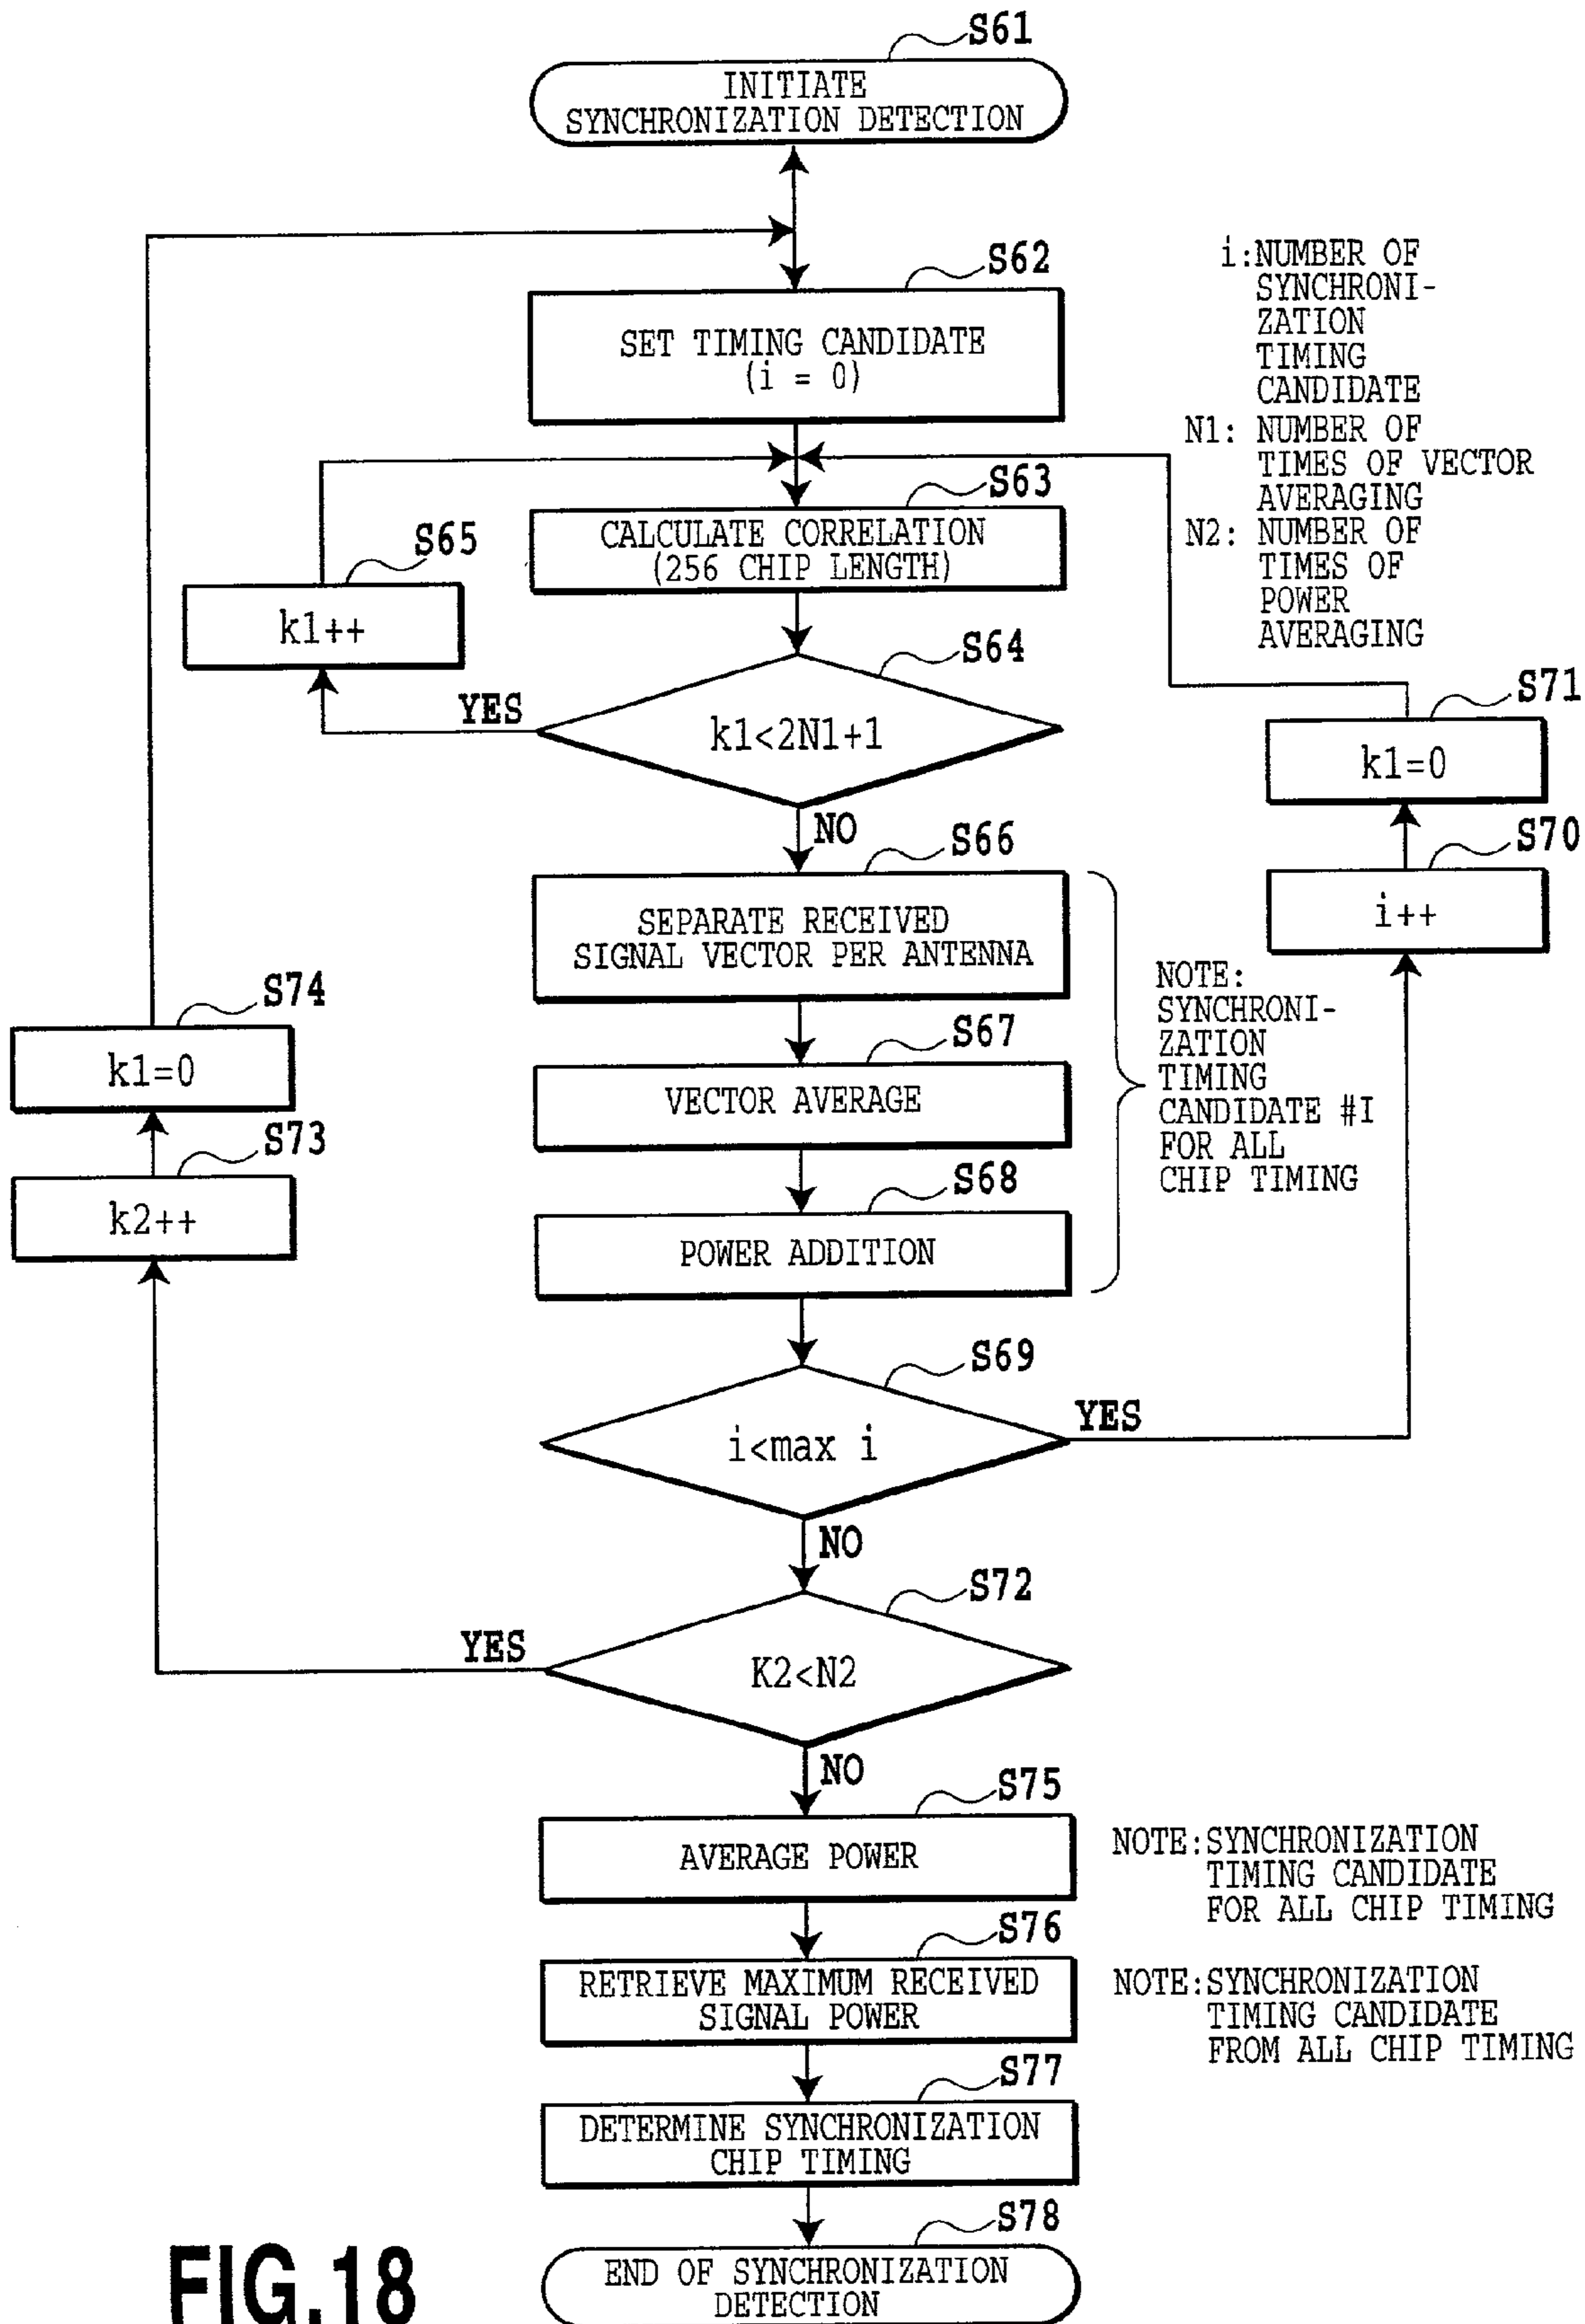 S61
INITIATE
SYNCHRONIZATION DETECTION
S62
SET TIMING CANDIDATE
(i = 0)
i:NUMBER OF
SYNCHRONI-
ZATION
TIMING
CANDIDATE
N1: NUMBER OF
TIMES OF VECTOR
AVERAGING
N2: NUMBER OF
TIMES OF
POWER
AVERAGING
S63
CALCULATE CORRELATION
(256 CHIP LENGTH)
S65
k1++
S64
YES
k1<2N1+1
NO
S71
k1=0
S70
i++
S66
SEPARATE RECEIVED
SIGNAL VECTOR PER ANTENNA
S67
VECTOR AVERAGE
S68
POWER ADDITION
NOTE:
SYNCHRONI-
ZATION
TIMING
CANDIDATE #I
FOR ALL
CHIP TIMING
S74
k1=0
S73
k2++
S69
i<max i
YES
NO
S72
YES
K2<N2
NO
S75
AVERAGE POWER
NOTE:SYNCHRONIZATION
TIMING CANDIDATE
FOR ALL CHIP TIMING
S76
RETRIEVE MAXIMUM RECEIVED
SIGNAL POWER
NOTE:SYNCHRONIZATION
TIMING CANDIDATE
FROM ALL CHIP TIMING
S77
DETERMINE SYNCHRONIZATION
CHIP TIMING
S78
END OF SYNCHRONIZATION
DETECTION
FIG.18